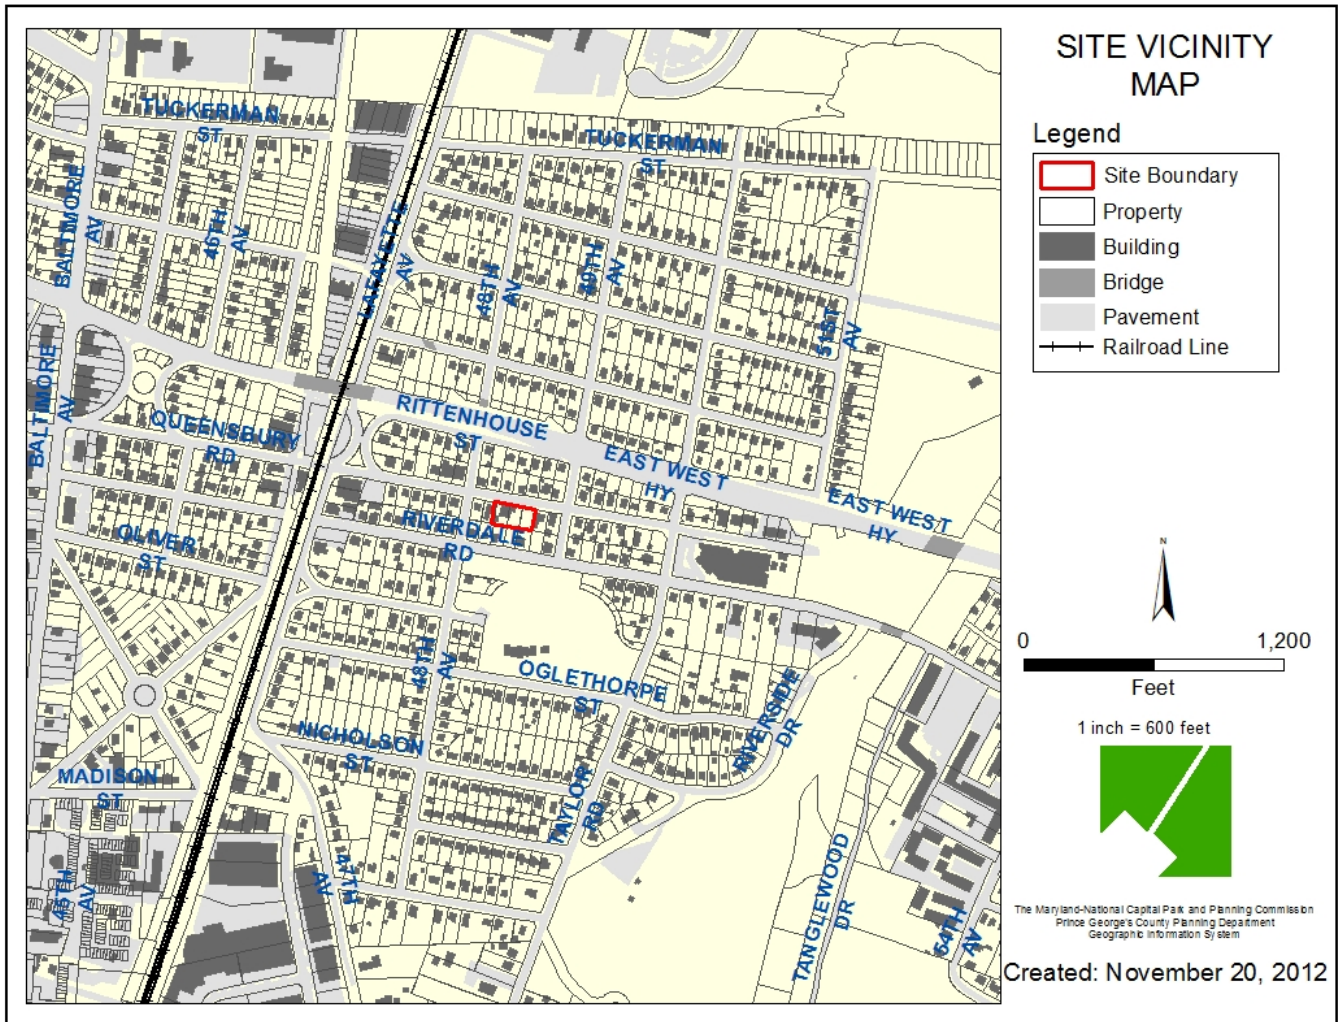 SITE VICINITY
MAP
Legend
Site Boundary
Property
Building
Bridge
Pavement
Railroad Line
N
0 1,200
Feet
1 inch = 600 feet
The Maryland-National Capital Park and Planning Commission
Prince George's County Planning Department
Geographic Information System
Created: November 20, 2012
TUCKERMAN
ST
TUCKERMAN
ST
BALTIMORE
AV
46TH
AV
LAFAYETTE
AV
48TH
AV
49TH
AV
51ST
AV
BALTIMORE
AV
QUEENSBURY
RD
RITTENHOUSE
ST
EAST WEST
HY
EAST WEST
HY
OLIVER
ST
RIVERDALE
RD
48TH
AV
OGLETHORPE
ST
RIVERSIDE
DR
NICHOLSON
ST
MADISON
ST
TAYLOR
RD
47TH
AV
45TH
AV
TANGLEWOOD
DR
54TH
AV